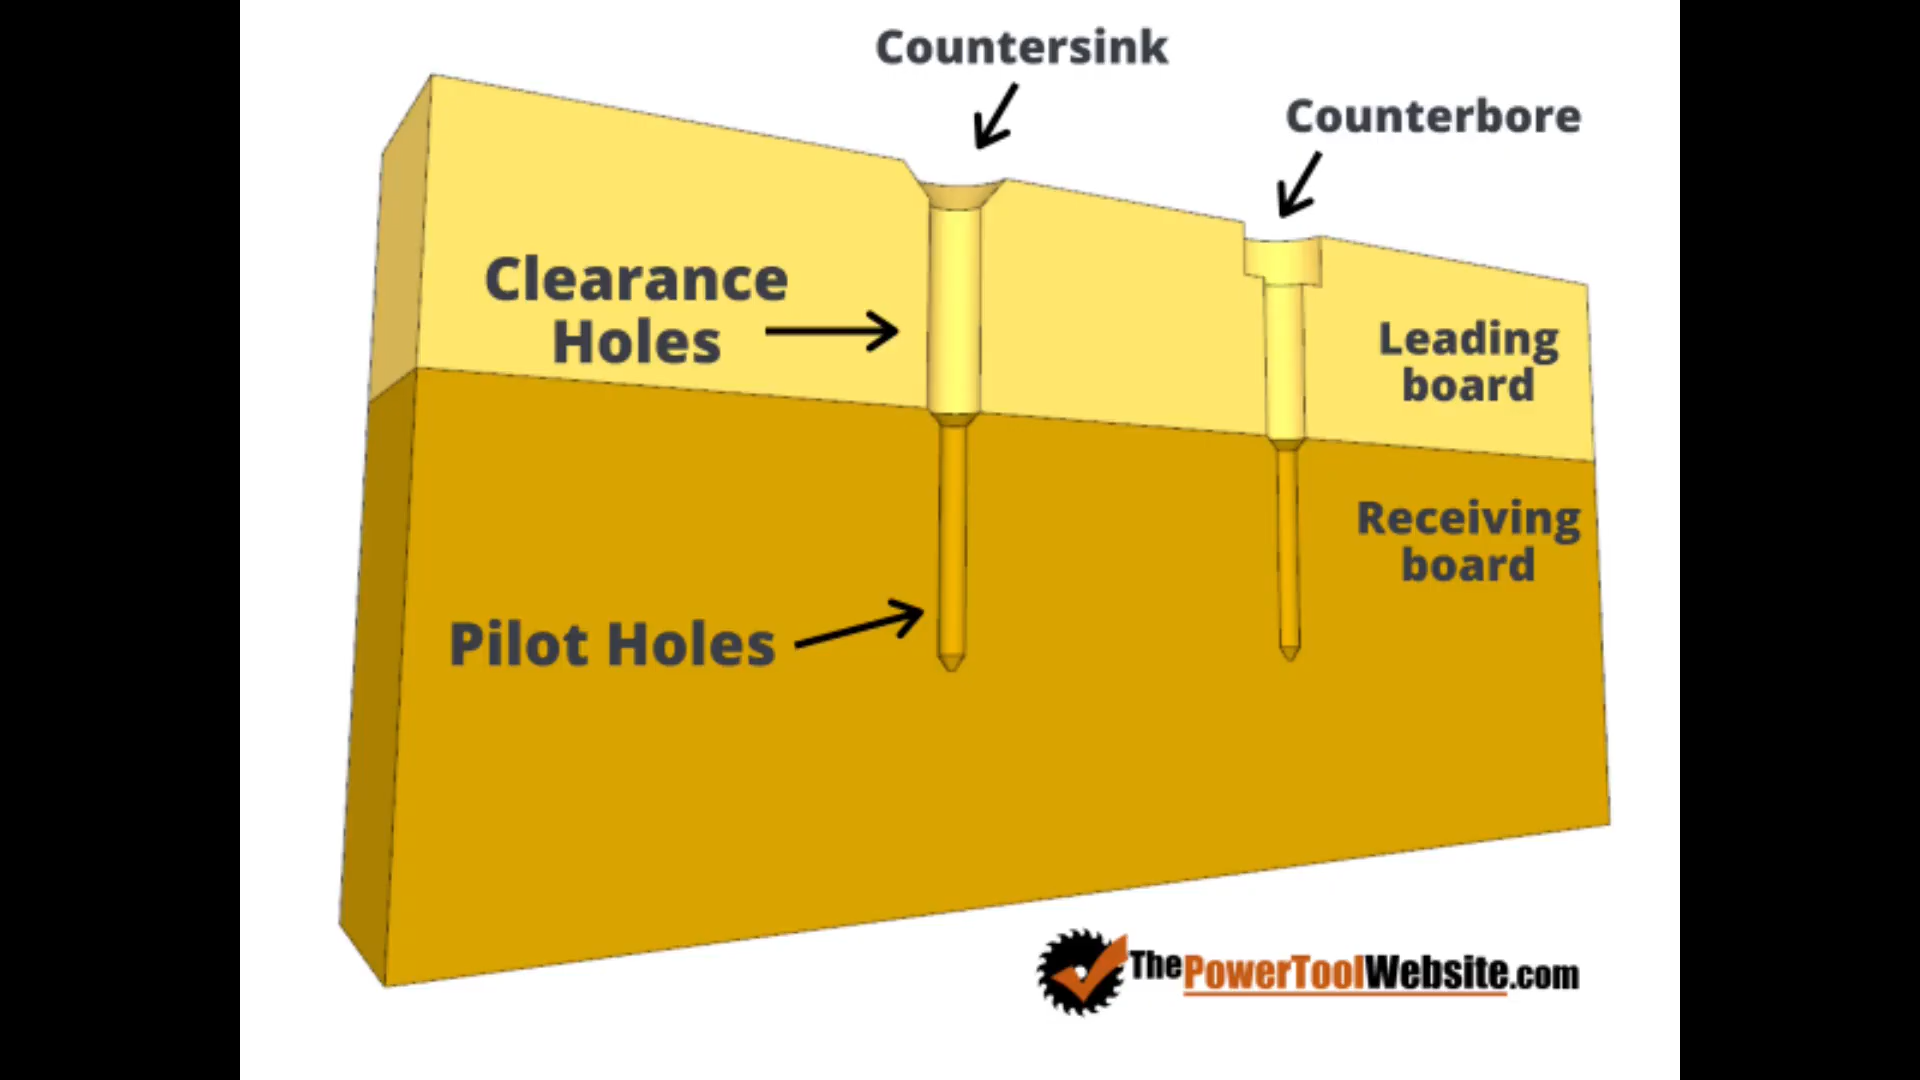 Countersink
Counterbore
Clearance
Holes
Leading
board
Receiving
board
Pilot Holes
ThePowerToolWebsite.com